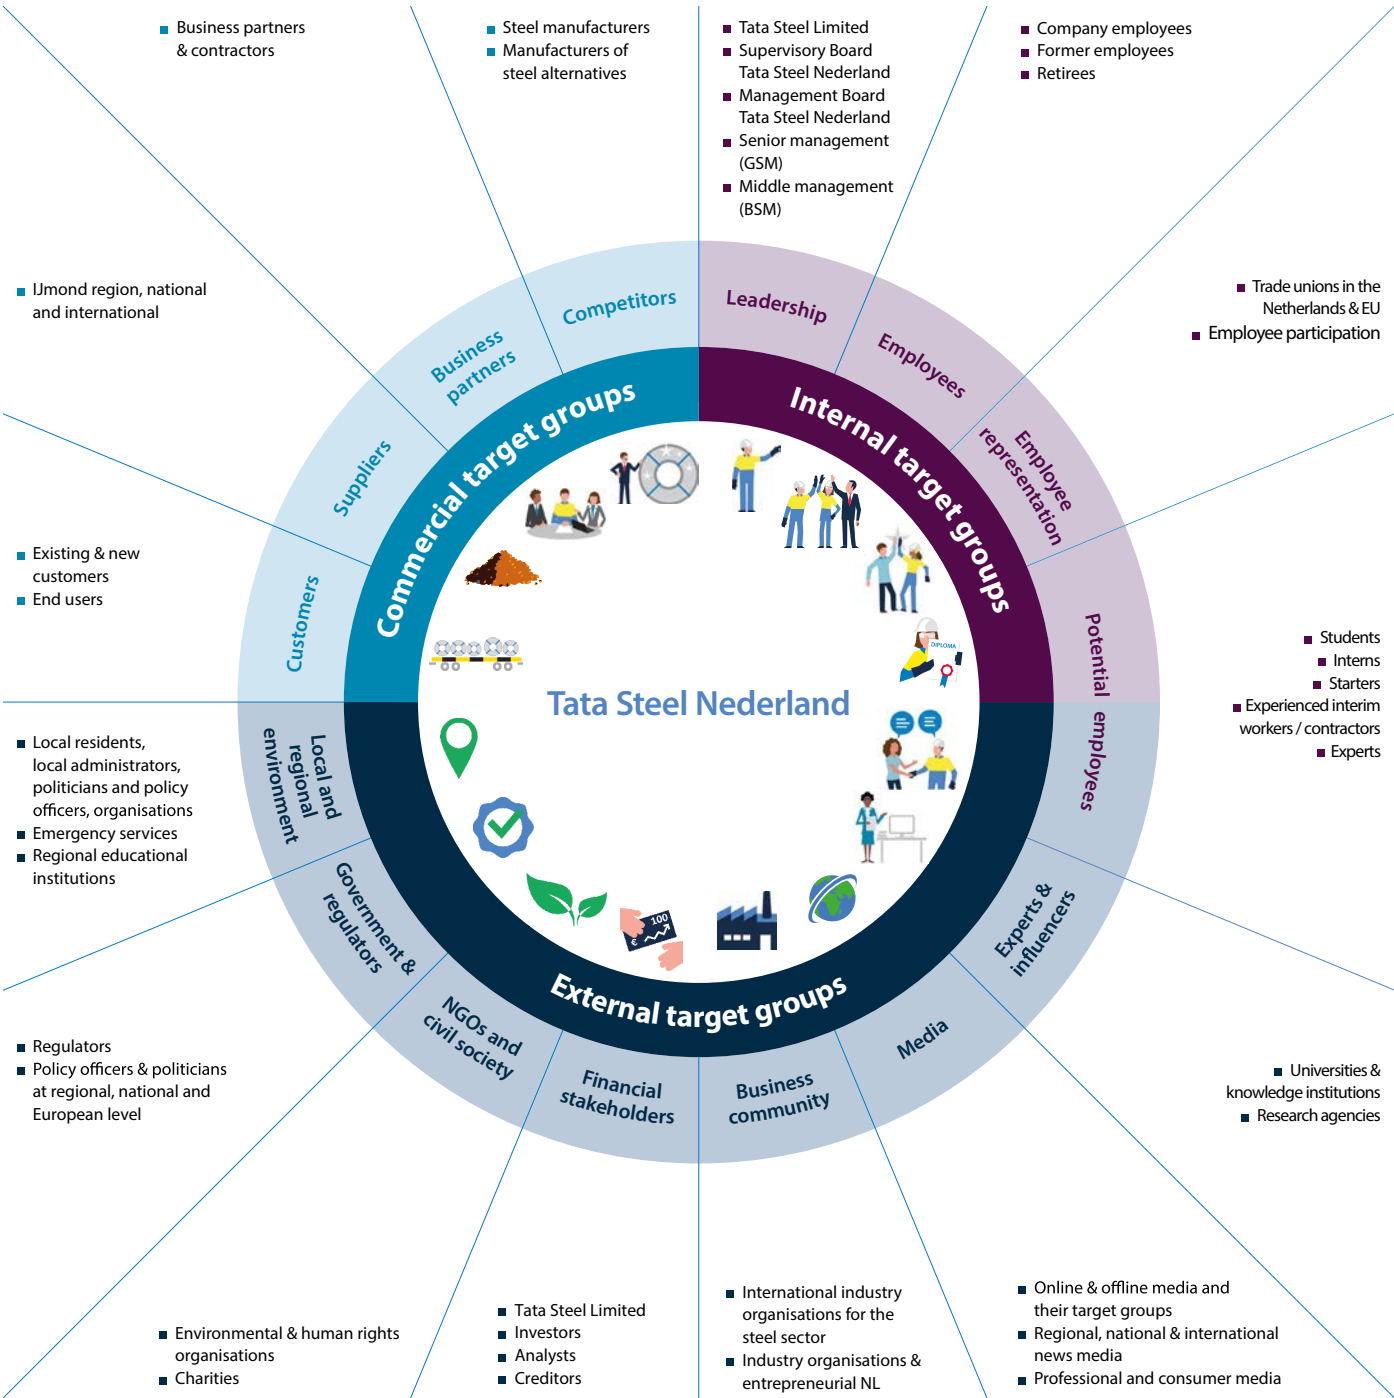 Business partners
& contractors
Steel manufacturers
Manufacturers of
steel alternatives
Tata Steel Limited
Supervisory Board
Tata Steel Nederland
Management Board
Tata Steel Nederland
Senior management
(GSM)
Middle management
(BSM)
Company employees
Former employees
Retirees
IJmond region, national
and international
Trade unions in the
Netherlands & EU
Employee participation
Existing & new
customers
End users
Students
Interns
Starters
Experienced interim
workers / contractors
Experts
Local residents,
local administrators,
politicians and policy
officers, organisations
Emergency services
Regional educational
institutions
Regulators
Policy officers & politicians
at regional, national and
European level
Universities &
knowledge institutions
Research agencies
Environmental & human rights
organisations
Charities
Tata Steel Limited
Investors
Analysts
Creditors
International industry
organisations for the
steel sector
Industry organisations &
entrepreneurial NL
Online & offline media and
their target groups
Regional, national & international
news media
Professional and consumer media
Customers
Suppliers
Business
partners
Competitors
Leadership
Employees
Employee
representation
Potential employees
Experts &
influencers
Media
Business
community
Financial
stakeholders
NGOs and
civil society
Government &
regulators
Local and
regional
environment
Commercial target groups
Internal target groups
External target groups
Tata Steel Nederland
DIPLOMA
100
€